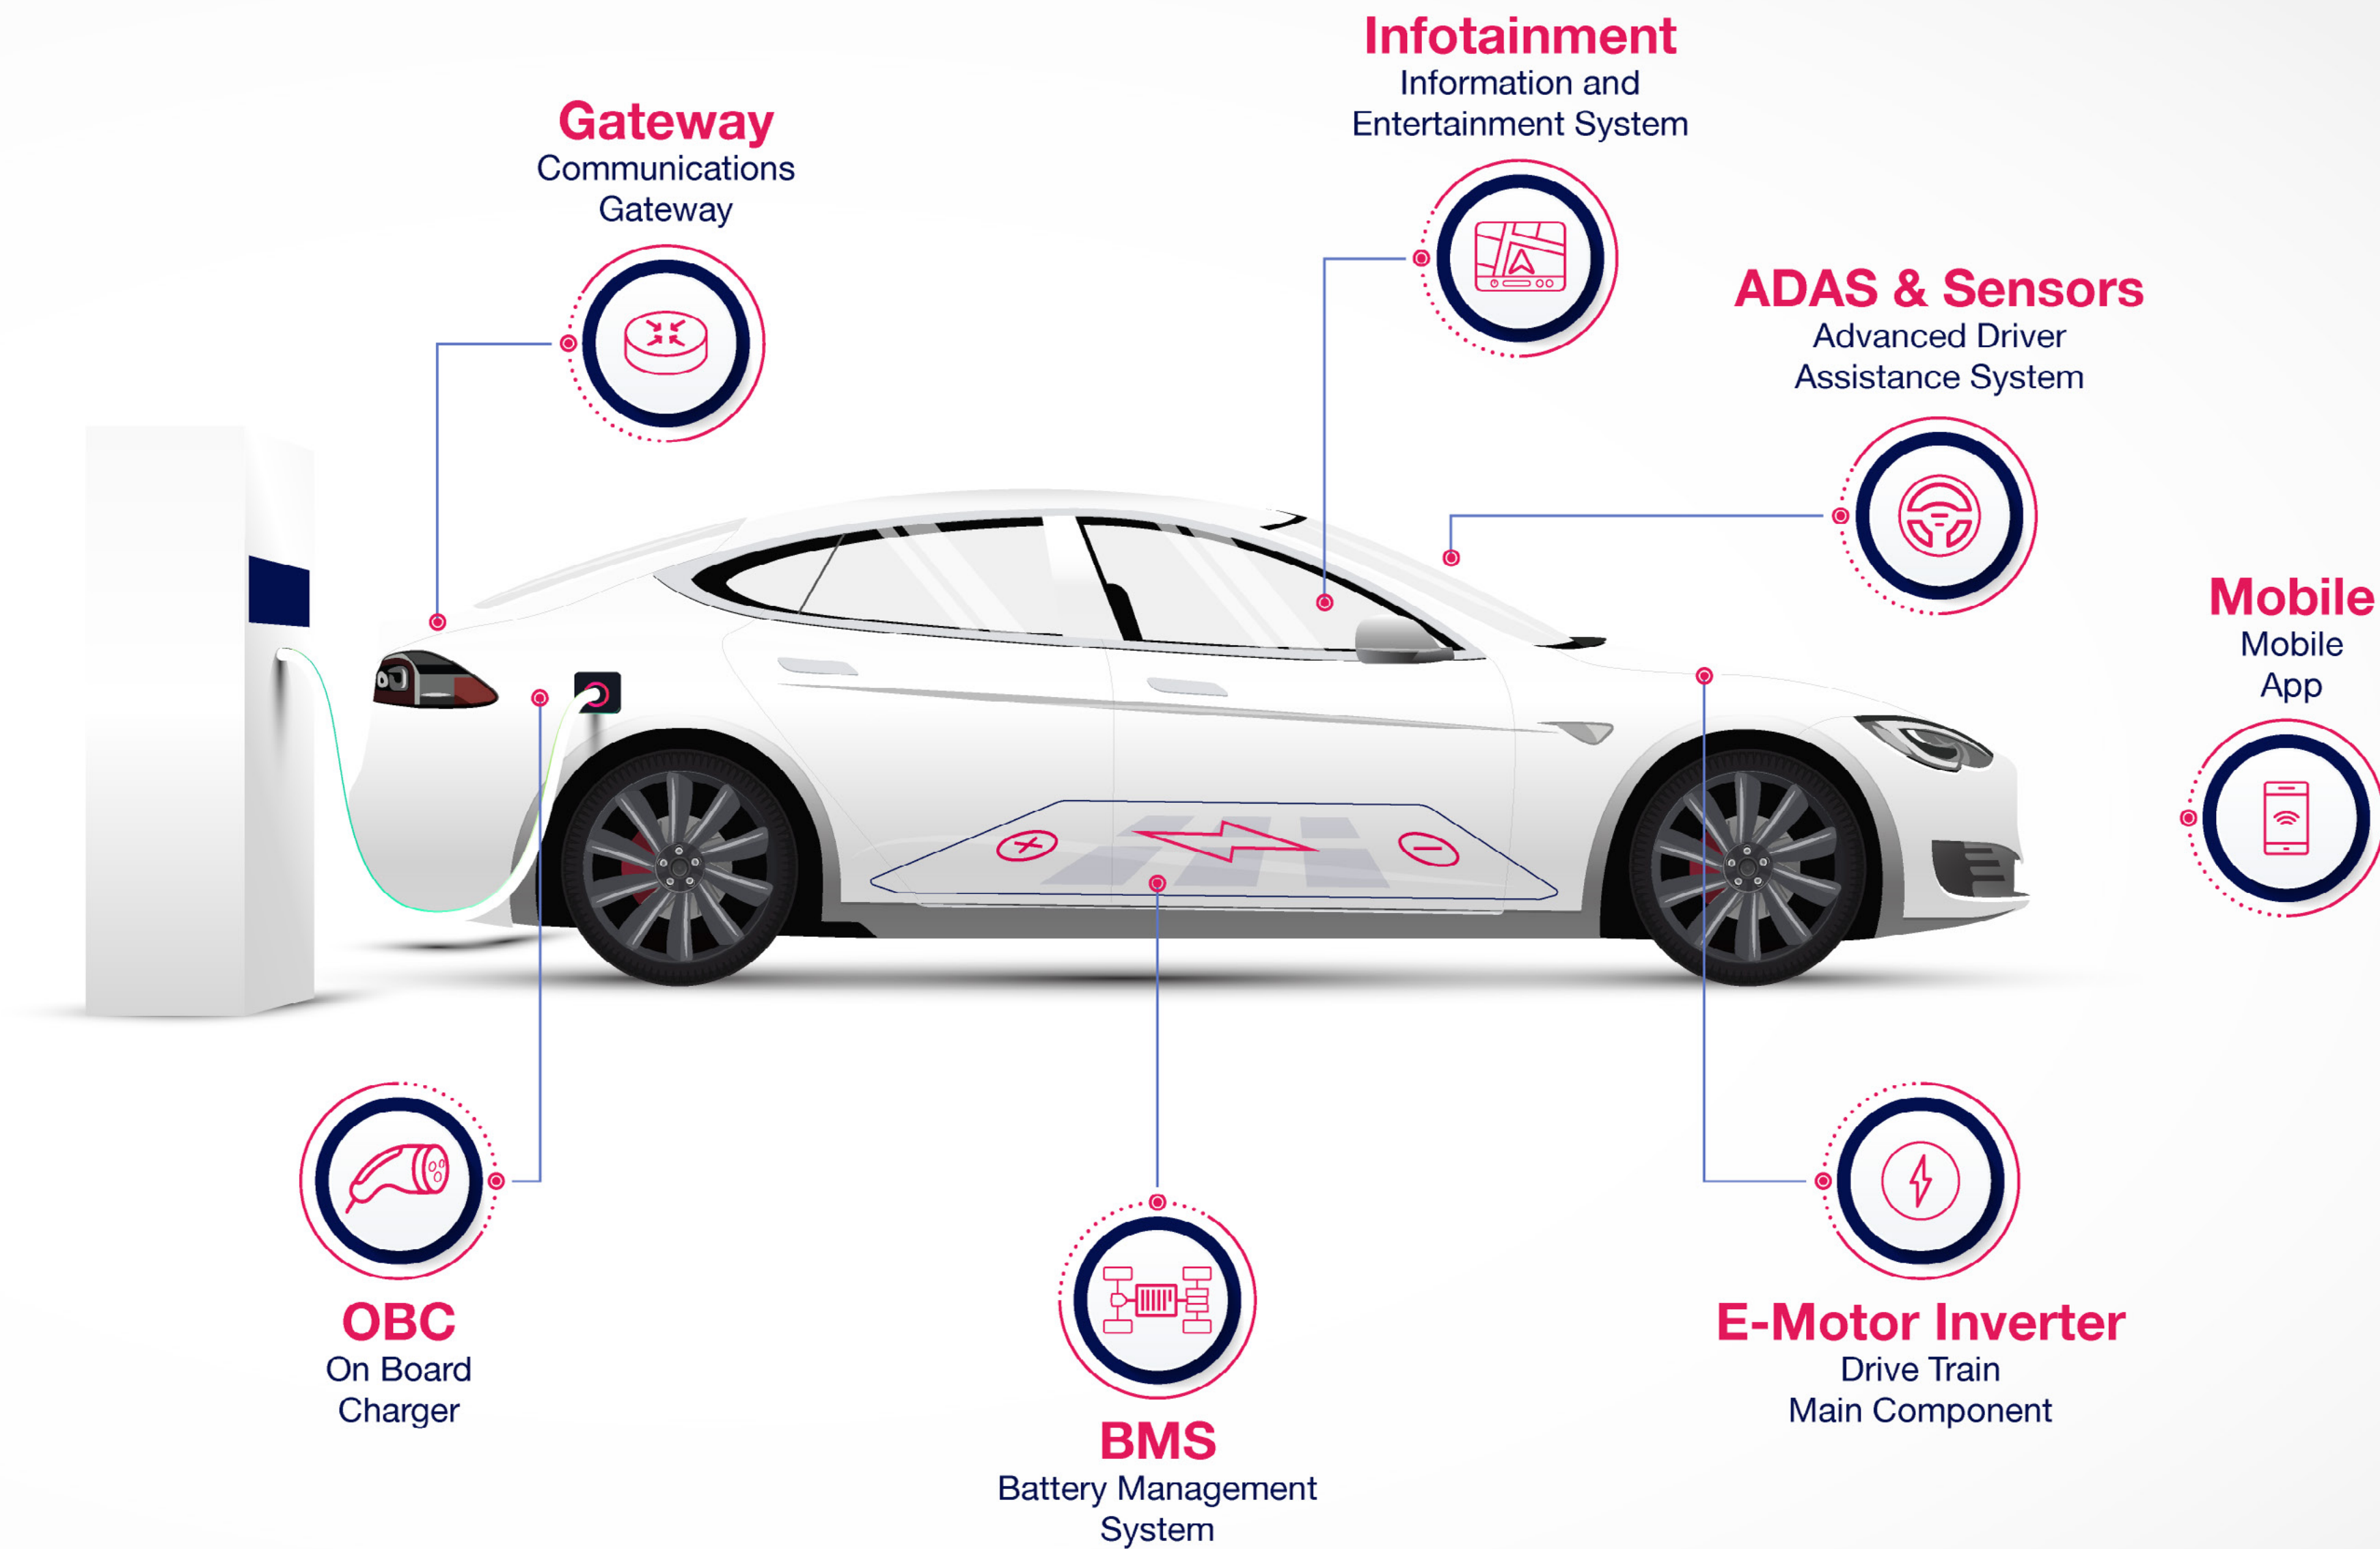 Infotainment
Information and
Entertainment System
Gateway
Communications
Gateway
ADAS & Sensors
Advanced Driver
Assistance System
Mobile
Mobile
App
OBC
On Board
Charger
BMS
Battery Management
System
E-Motor Inverter
Drive Train
Main Component